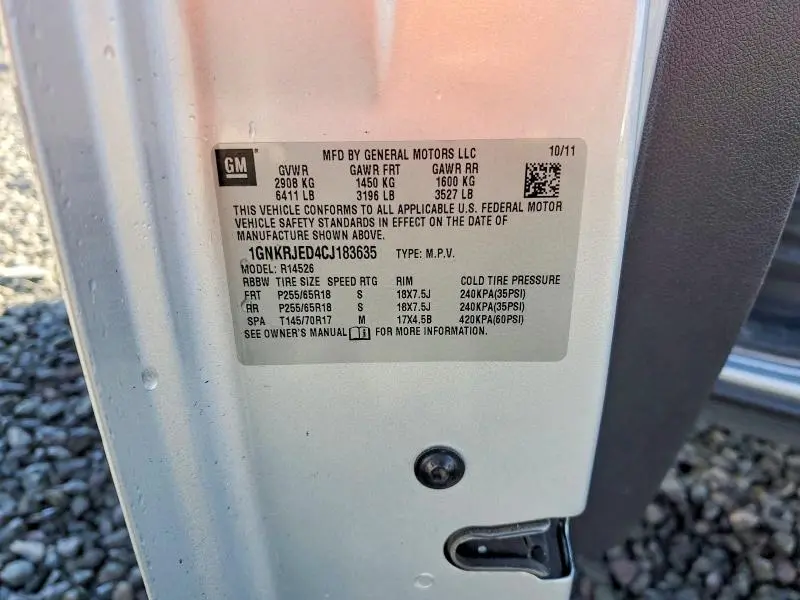 GM
MFD BY GENERAL MOTORS LLC 10/11
GVWR GAWR FRT GAWR RR
2908 KG 1450 KG 1600 KG
6411 LB 3196 LB 3527 LB
THIS VEHICLE CONFORMS TO ALL APPLICABLE U.S. FEDERAL MOTOR
VEHICLE SAFETY STANDARDS IN EFFECT ON THE DATE OF
MANUFACTURE SHOWN ABOVE.
1GNKRJED4CJ183635 TYPE: M.P.V.
MODEL: R14526
RBBW TIRE SIZE SPEED RTG RIM COLD TIRE PRESSURE
FRT P255/65R18 S 18X7.5J 240KPA(35PSI)
RR P255/65R18 S 18X7.5J 240KPA(35PSI)
SPA T145/70R17 M 17X4.5B 420KPA(60PSI)
SEE OWNER'S MANUAL FOR MORE INFORMATION.